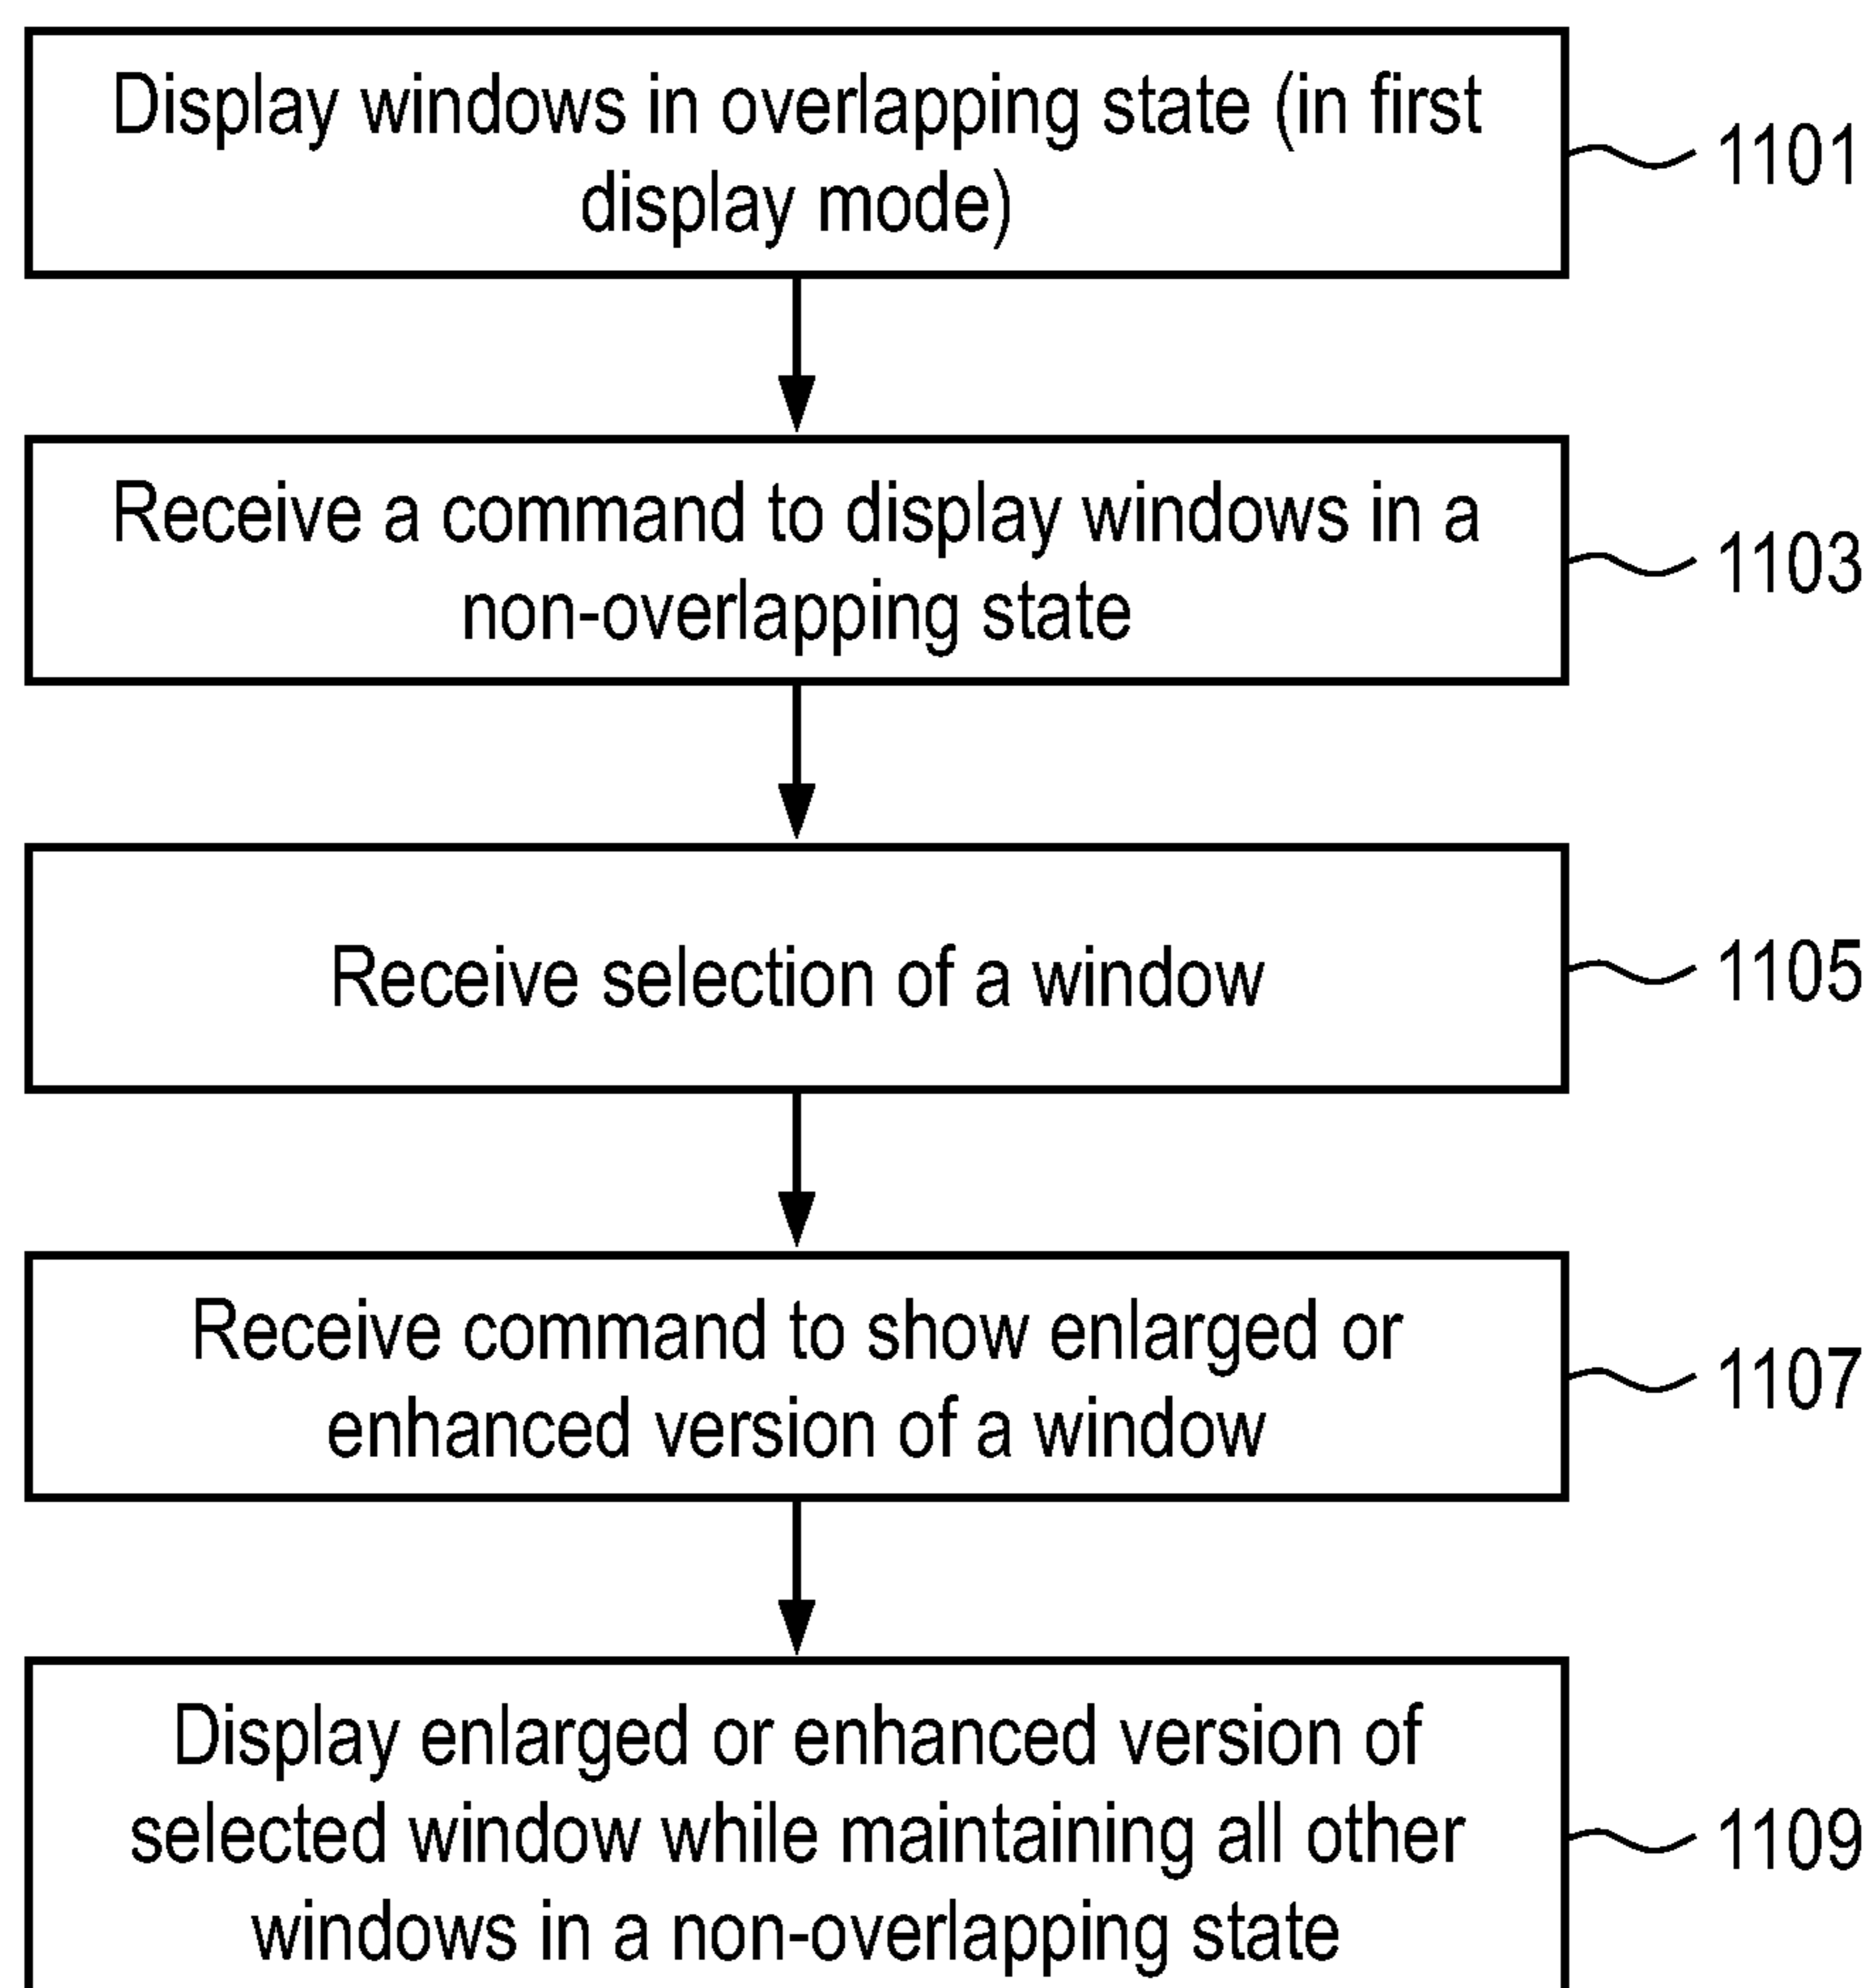 Display windows in overlapping state (in first
display mode)
1101
Receive a command to display windows in a
non-overlapping state
1103
Receive selection of a window
1105
Receive command to show enlarged or
enhanced version of a window
1107
Display enlarged or enhanced version of
selected window while maintaining all other
windows in a non-overlapping state
1109